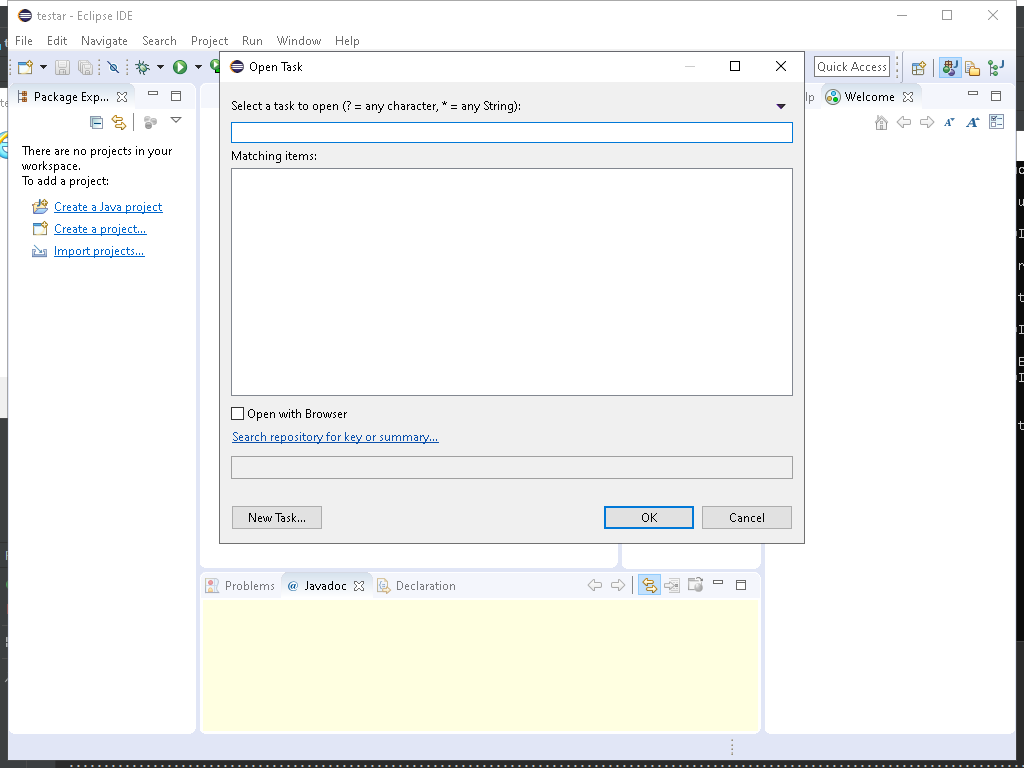 testar - Eclipse IDE
File Edit Navigate Search Project Run Window Help
Quick Access
Package Exp...
There are no projects in your
workspace.
To add a project:
Create a Java project
Create a project...
Import projects...
Open Task
Select a task to open (? = any character, * = any String):
Matching items:
Open with Browser
Search repository for key or summary...
New Task... OK Cancel
Welcome
Problems @ Javadoc Declaration